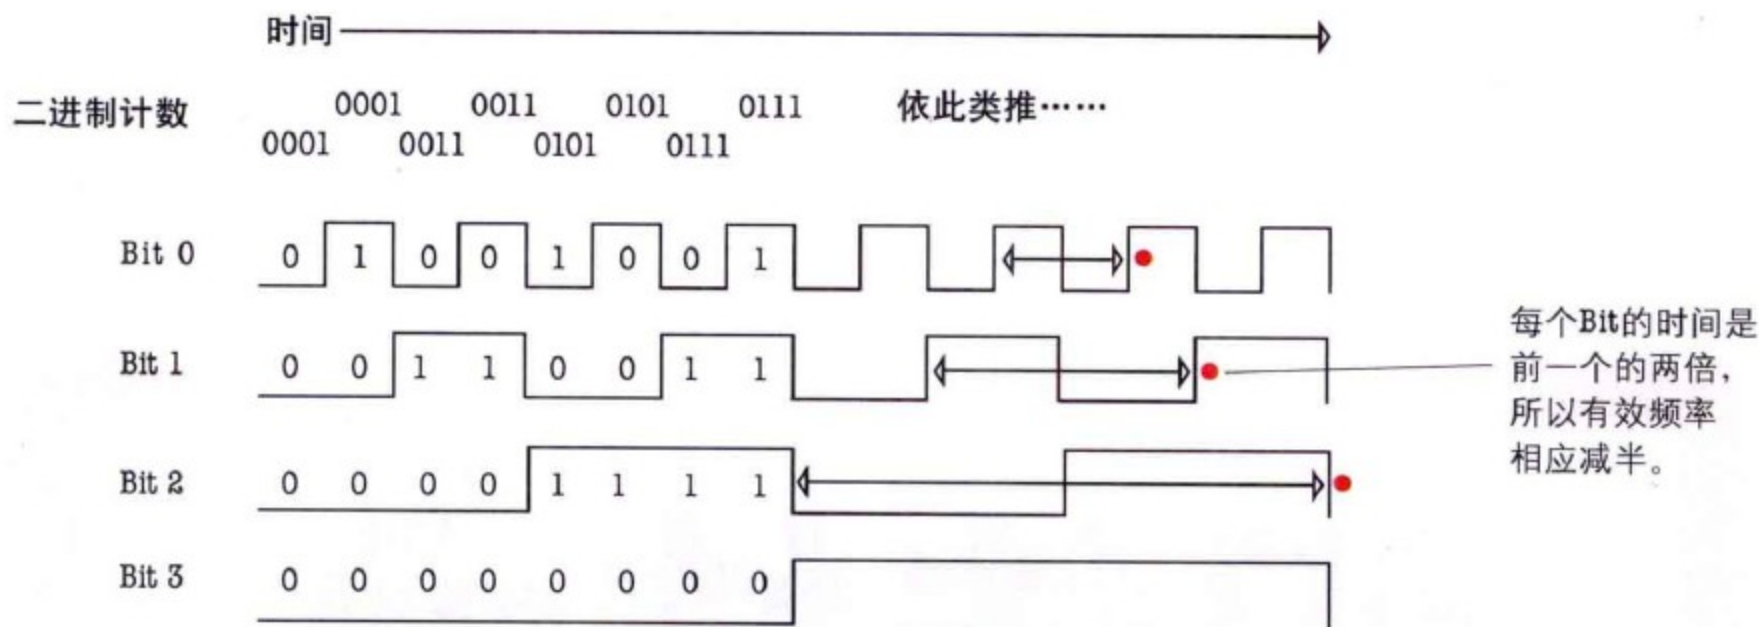 时间
0001 0011 0101 0111 依此类推……
二进制计数
0001 0011 0101 0111
Bit 0 0 1 0 0 1 0 0 1
Bit 1 0 0 1 1 0 0 1 1
每个Bit的时间是
前一个的两倍，
所以有效频率
相应减半。
Bit 2 0 0 0 0 1 1 1 1
Bit 3 0 0 0 0 0 0 0 0